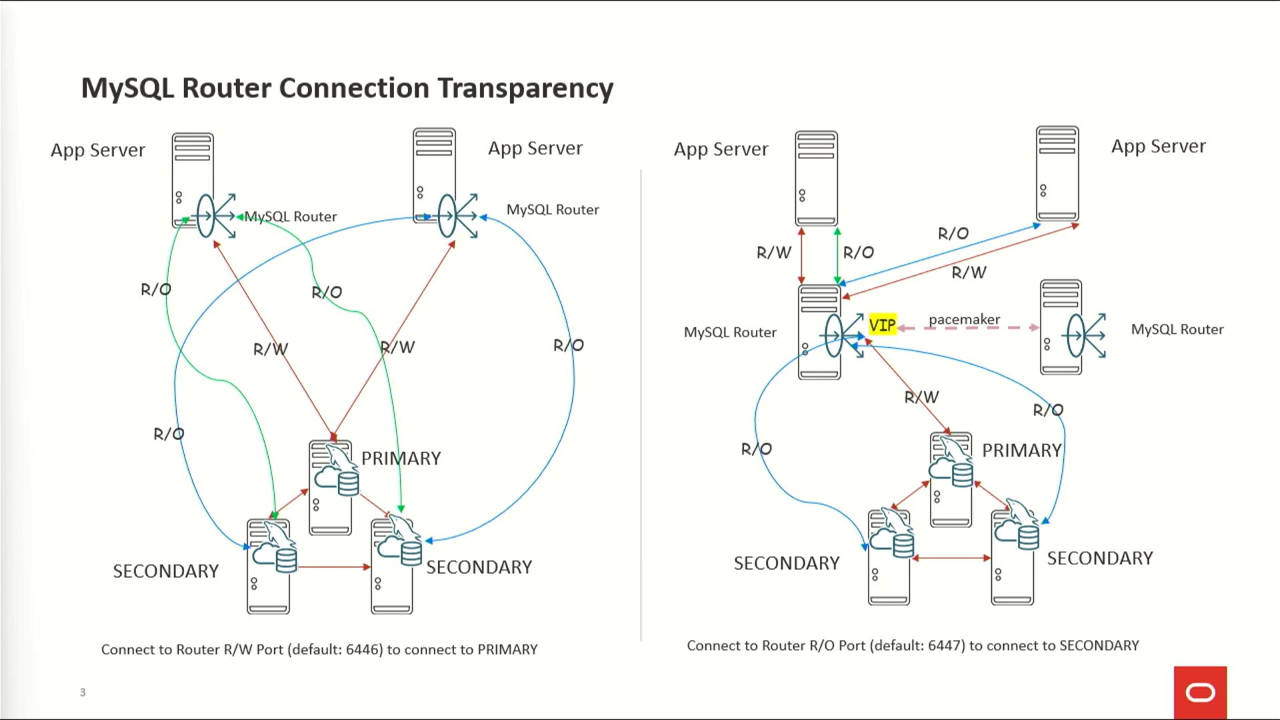 MySQL Router Connection Transparency
App Server
App Server
MySQL Router
MySQL Router
R/O
R/O
R/W
R/W
R/O
R/O
PRIMARY
SECONDARY
SECONDARY
Connect to Router R/W Port (default: 6446) to connect to PRIMARY
App Server
App Server
R/W
R/O
R/O
R/W
MySQL Router
VIP
pacemaker
MySQL Router
R/W
R/O
R/O
PRIMARY
SECONDARY
SECONDARY
Connect to Router R/O Port (default: 6447) to connect to SECONDARY
3